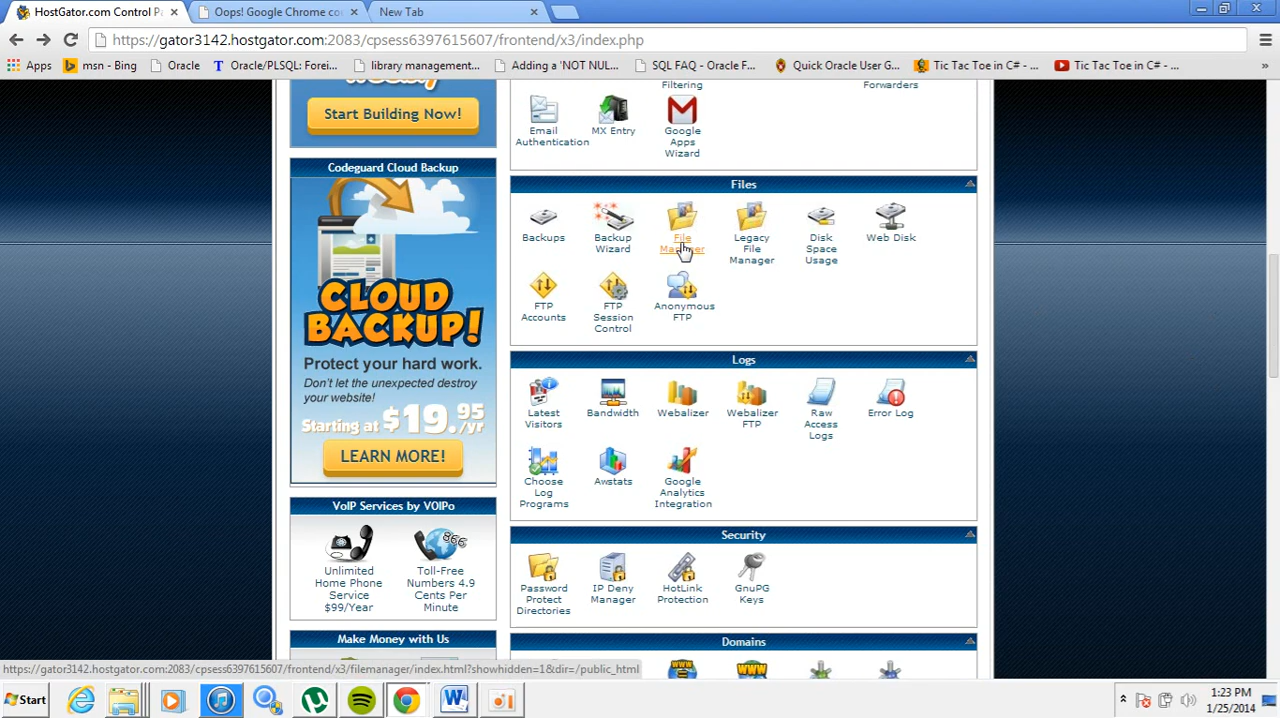 HostGator.com Control P
Oops! Google Chrome co
New Tab
https://gator3142.hostgator.com:2083/cpsess6397615607/frontend/x3/index.php
Apps
msn - Bing
Oracle
Oracle/PLSQL: Forei...
library management...
Adding a 'NOT NUL...
SQL FAQ - Oracle F...
Quick Oracle User G...
Tic Tac Toe in C# - ...
Tic Tac Toe in C# - ...
»
Start Building Now!
Codeguard Cloud Backup
CLOUD
BACKUP!
Protect your hard work.
Don't let the unexpected destroy
your website!
Starting at $19.95/yr
LEARN MORE!
VoIP Services by VOIPo
Unlimited
Home Phone
Service
$99/Year
Toll-Free
Numbers 4.9
Cents Per
Minute
Make Money with Us
Filtering
Forwarders
Email
Authentication
MX Entry
Google
Apps
Wizard
Files
Backups
Backup
Wizard
File
Manager
Legacy
File
Manager
Disk
Space
Usage
Web Disk
FTP
Accounts
FTP
Session
Control
Anonymous
FTP
Logs
Latest
Visitors
Bandwidth
Webalizer
Webalizer
FTP
Raw
Access
Logs
Error Log
Choose
Log
Programs
Awstats
Google
Analytics
Integration
Security
Password
Protect
Directories
IP Deny
Manager
HotLink
Protection
GnuPG
Keys
Domains
https://gator3142.hostgator.com:2083/cpsess6397615607/frontend/x3/filemanager/index.html?showhidden=1&dir=/public_html
Start
1:23 PM
1/25/2014